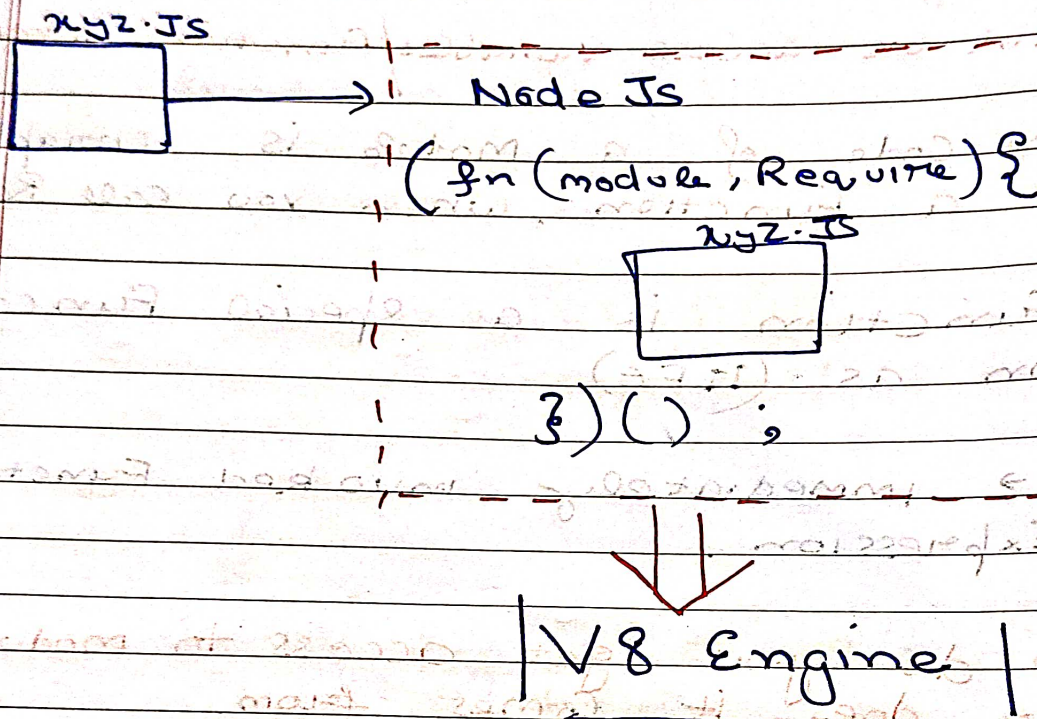 xyz.JS
Node JS
(fn (module, Require) {
xyz.JS
}) () ;
V8 Engine